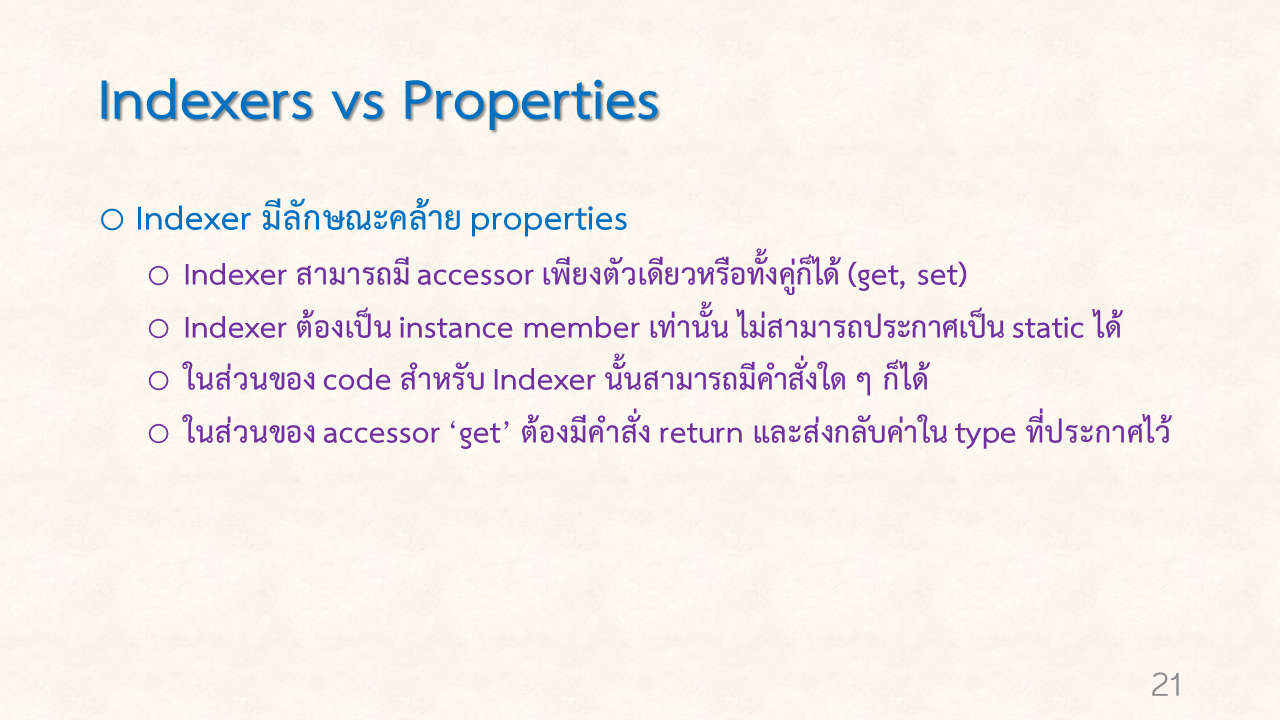 Indexers vs Properties
Indexer มีลักษณะคล้าย properties
Indexer สามารถมี accessor เพียงตัวเดียวหรือทั้งคู่ก็ได้ (get, set)
Indexer ต้องเป็น instance member เท่านั้น ไม่สามารถประกาศเป็น static ได้
ในส่วนของ code สำหรับ Indexer นั้นสามารถมีคำสั่งใด ๆ ก็ได้
ในส่วนของ accessor ‘get’ ต้องมีคำสั่ง return และส่งกลับค่าใน type ที่ประกาศไว้
21